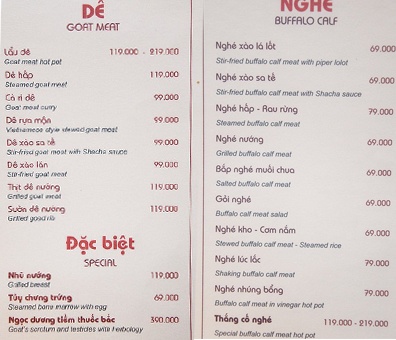 DÊ
GOAT MEAT
Lẩu dê 119.000 - 219.000
Goat meat hot pot
Dê hấp 119.000
Steamed goat meat
Cà ri dê 99.000
Goat meat curry
Dê rựa mận 99.000
Vietnamese style stewed goat meat
Dê xào sa tế 99.000
Stir-fried goat meat with Shacha sauce
Dê xào lăn 99.000
Stir-fried goat meat
Thịt dê nướng 119.000
Grilled goat meat
Sườn dê nướng 119.000
Grilled goad rib
Đặc biệt
SPECIAL
Nhũ nướng 119.000
Galled breast
Tủy chưng trứng 69.000
Steamed bone marrow with egg
Ngọc dương tiềm thuốc bắc 390.000
Goat's scrotum and testicles with herbology
NGHÉ
BUFFALO CALF
Nghé xào lá lốt 69.000
Stir-fried buffalo calf meat with piper lolot
Nghé xào sa tế 69.000
Stir-fried buffalo calf meat with Shacha sauce
Nghé hấp - Rau rừng 79.000
Steamed buffalo calf meat
Nghé nướng 69.000
Grilled buffalo calf meat
Bắp nghé muối chua 69.000
Salted buffalo calf meat
Gỏi nghé 69.000
Buffalo calf meat salad
Nghé kho - Cơm nắm 69.000
Stewed buffalo calf meat - Steamed rice
Nghé lúc lắc 79.000
Shaking buffalo calf meat
Nghé nhúng bổng 79.000
Buffalo calf meat in vinegar hot pot
Thắng cố nghé 119.000 - 219.000
Special buffalo calf meat hot pot